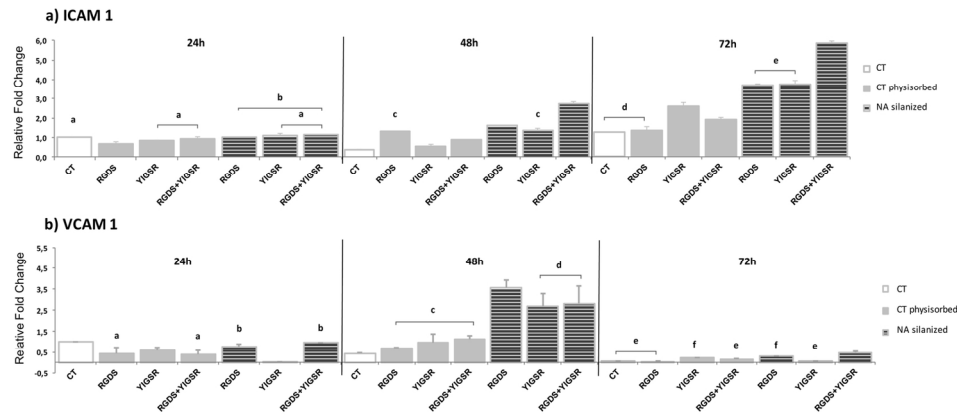 a) ICAM 1
24h
48h
72h
Relative Fold Change
6,0
5,0
4,0
3,0
2,0
1,0
0,0
a
a
b
a
c
c
d
e
CT
RGDS
YIGSR
RGDS+YIGSR
RGDS
YIGSR
RGDS+YIGSR
CT
RGDS
YIGSR
RGDS+YIGSR
RGDS
YIGSR
RGDS+YIGSR
CT
RGDS
YIGSR
RGDS+YIGSR
RGDS
YIGSR
RGDS+YIGSR
CT
CT physisorbed
NA silanized
b) VCAM 1
24h
48h
72h
Relative Fold Change
5,5
4,5
3,5
2,5
1,5
0,5
-0,5
a
a
b
b
c
d
e
f
e
f
e
CT
RGDS
YIGSR
RGDS+YIGSR
RGDS
YIGSR
RGDS+YIGSR
CT
RGDS
YIGSR
RGDS+YIGSR
RGDS
YIGSR
RGDS+YIGSR
CT
RGDS
YIGSR
RGDS+YIGSR
RGDS
YIGSR
RGDS+YIGSR
CT
CT physisorbed
NA silanized